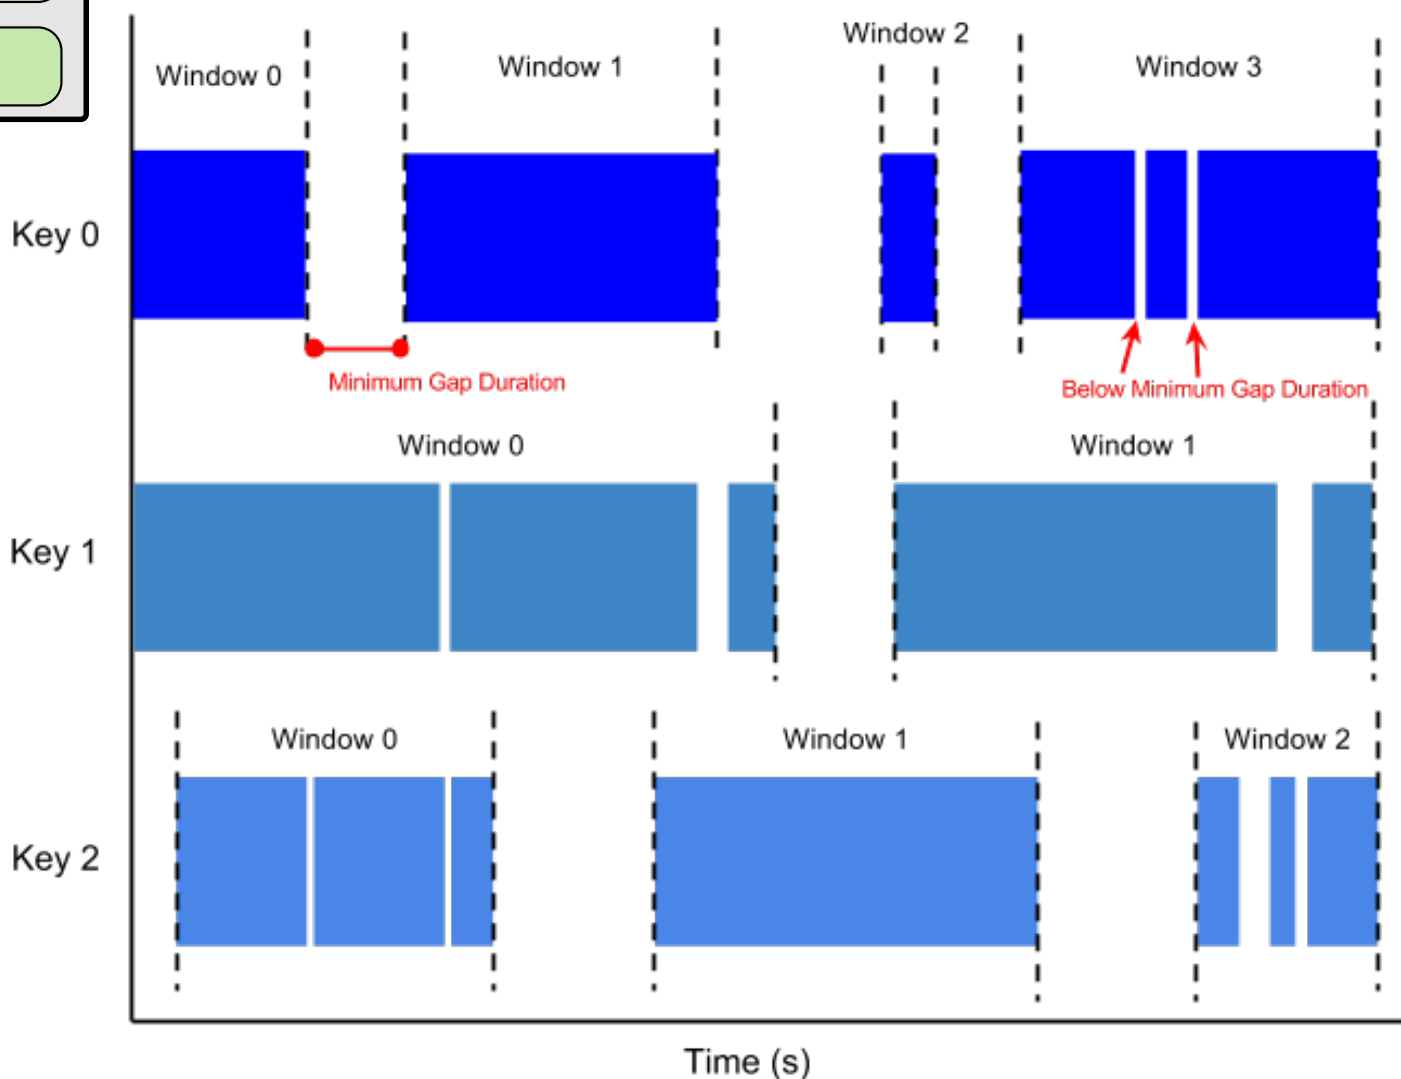 Window 2
Window 0
Window 1
Window 3
Key 0
Minimum Gap Duration
Below Minimum Gap Duration
Window 0
Window 1
Key 1
Window 0
Window 1
Window 2
Key 2
Time (s)